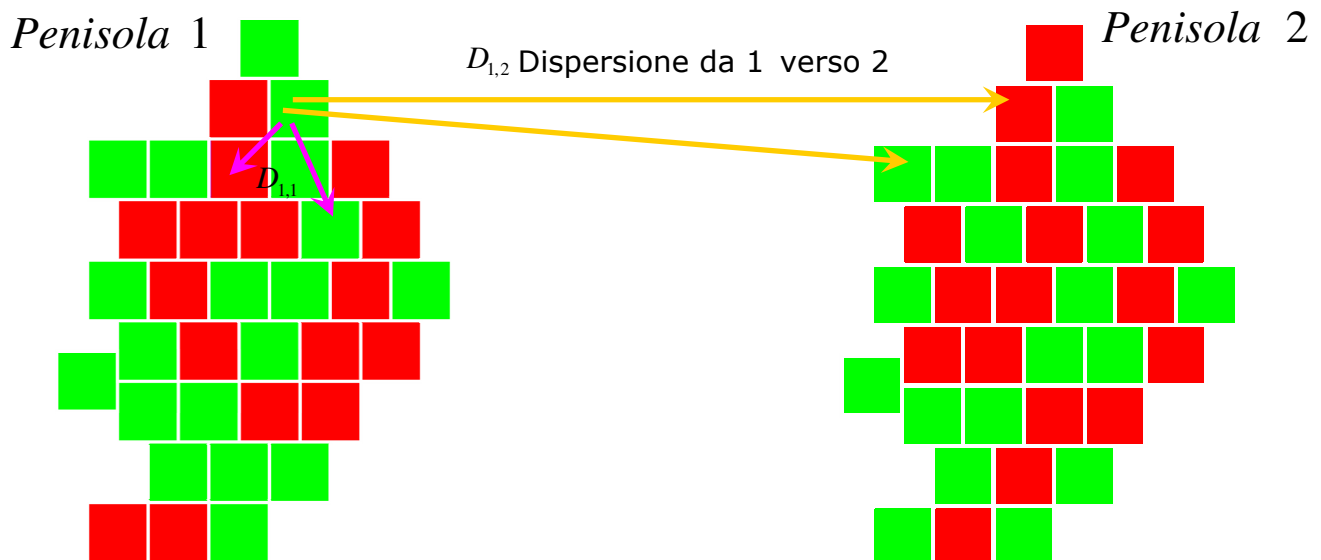 Penisola 1
Penisola 2
D1,2 Dispersione da 1 verso 2
D1,1